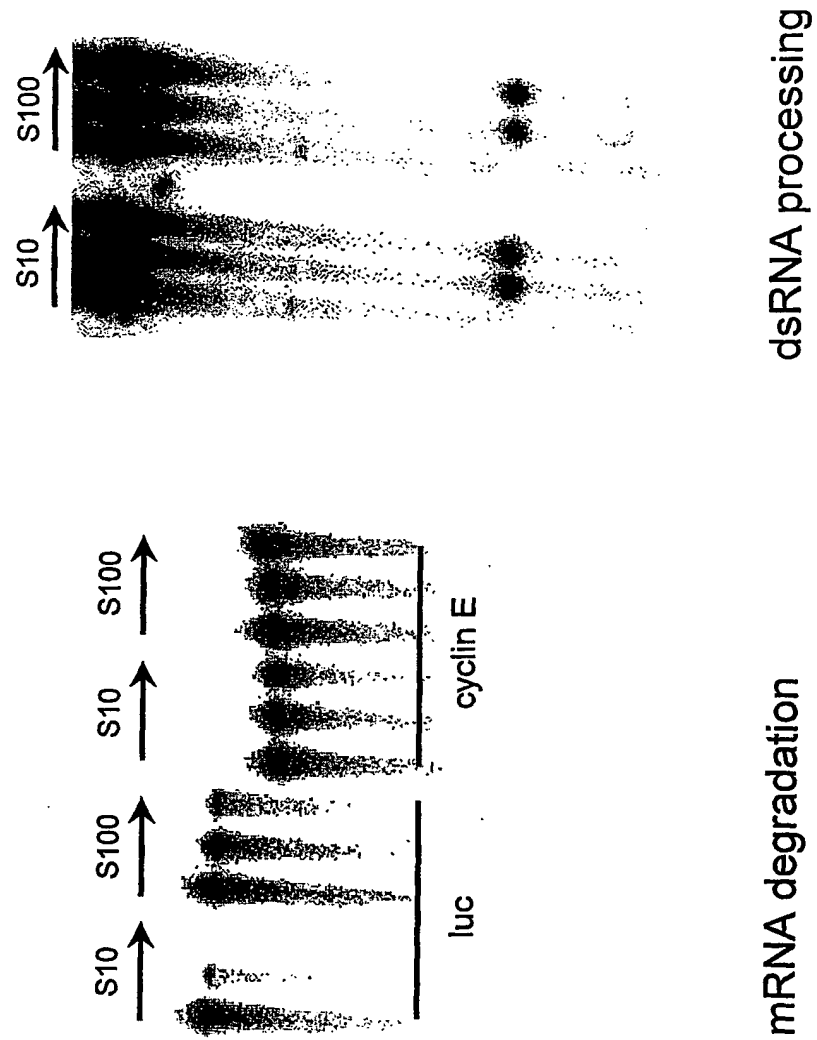 S10
S100
S10
S100
luc
cyclin E
mRNA degradation
S10
S100
dsRNA processing